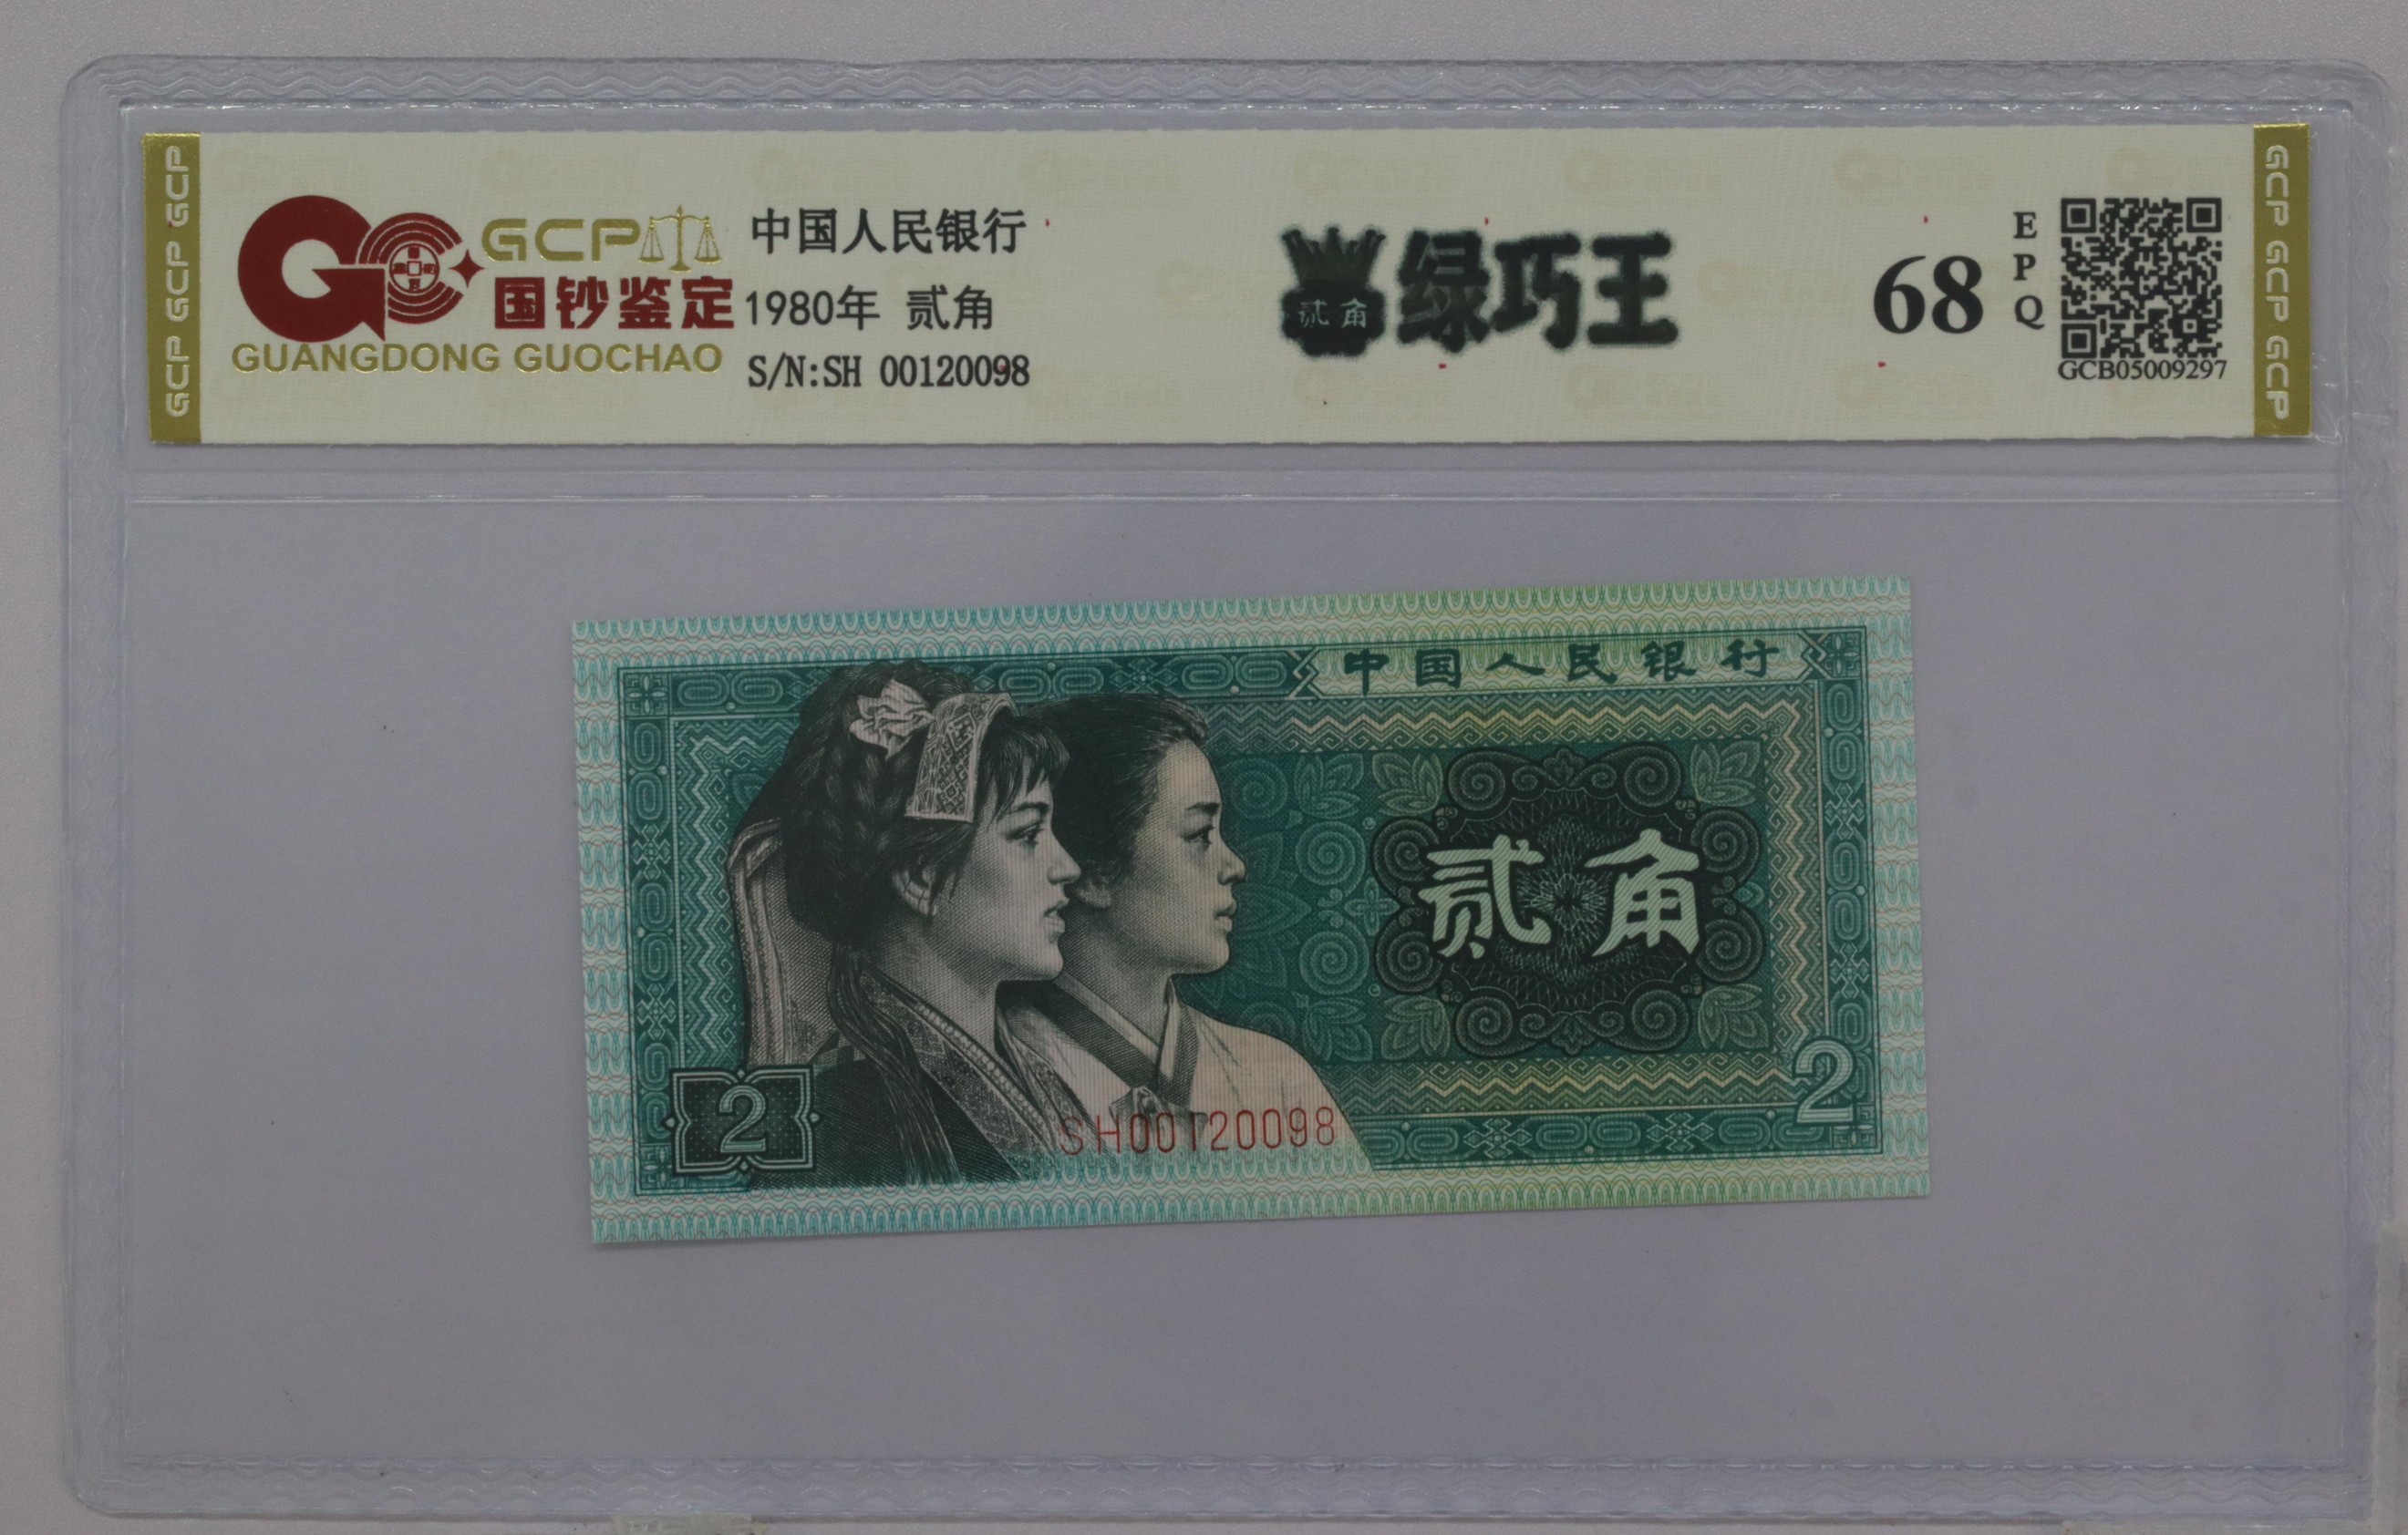 GCP GCP GCP
GCP
国钞鉴定
GUANGDONG GUOCHAO
中国人民银行
1980年 贰角
S/N:SH 00120098
贰角
绿巧王
68
EPQ
GCB05009297
GCP GCP GCP
中国人民银行
贰角
2
SH00120098
2